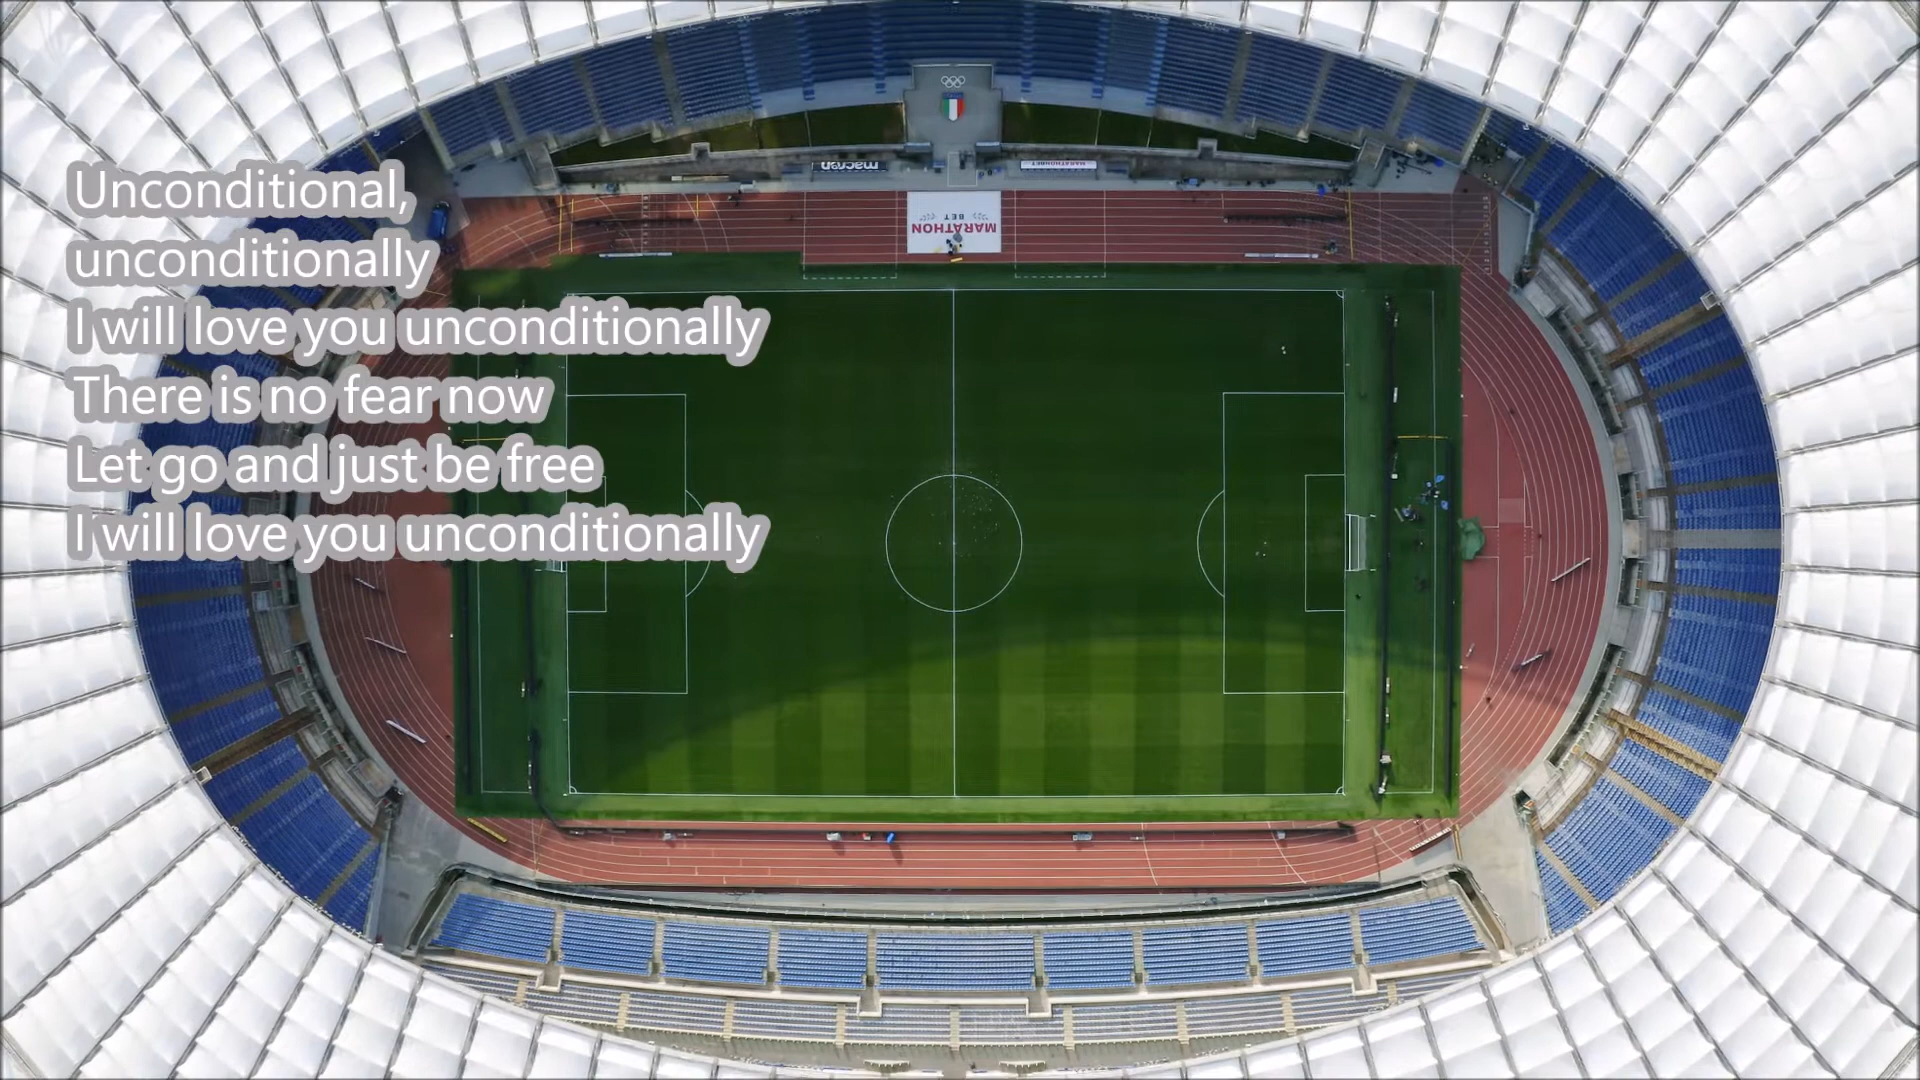 macron
MARATHONBET
MARATHON
BET
Unconditional,
unconditionally
I will love you unconditionally
There is no fear now
Let go and just be free
I will love you unconditionally